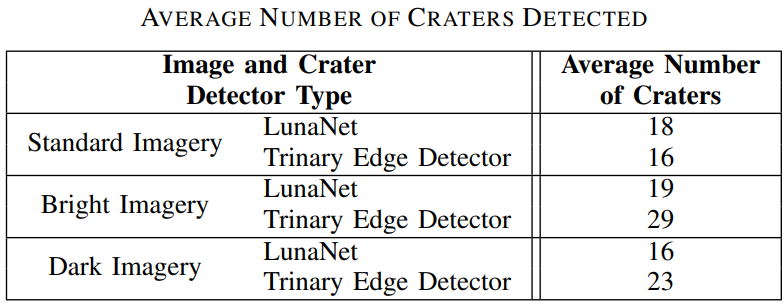 AVERAGE NUMBER OF CRATERS DETECTED
Image and Crater Average Number
Detector Type of Craters
Standard Imagery LunaNet 18
Trinary Edge Detector 16
Bright Imagery LunaNet 19
Trinary Edge Detector 29
Dark Imagery LunaNet 16
Trinary Edge Detector 23